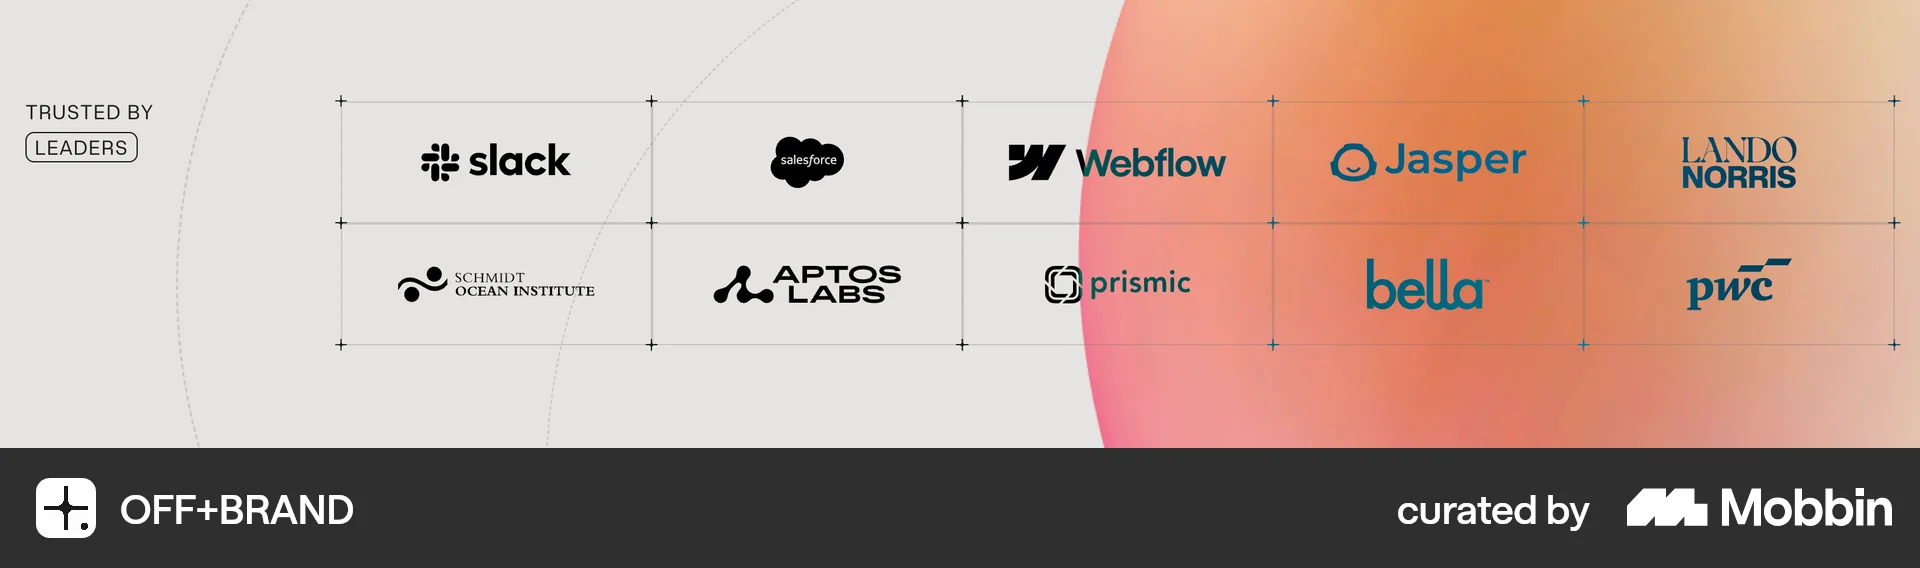 TRUSTED BY
LEADERS
slack
salesforce
Webflow
Jasper
LANDO
NORRIS
SCHMIDT
OCEAN INSTITUTE
APTOS
LABS
prismic
bella™
pwc
OFF+BRAND
curated by Mobbin